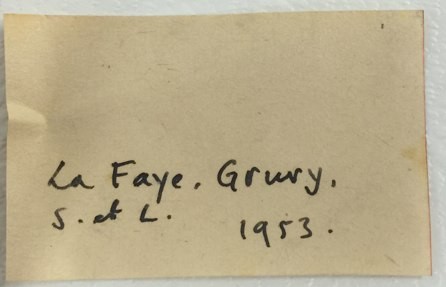 La Faye. Grury.
S. et L. 1953.